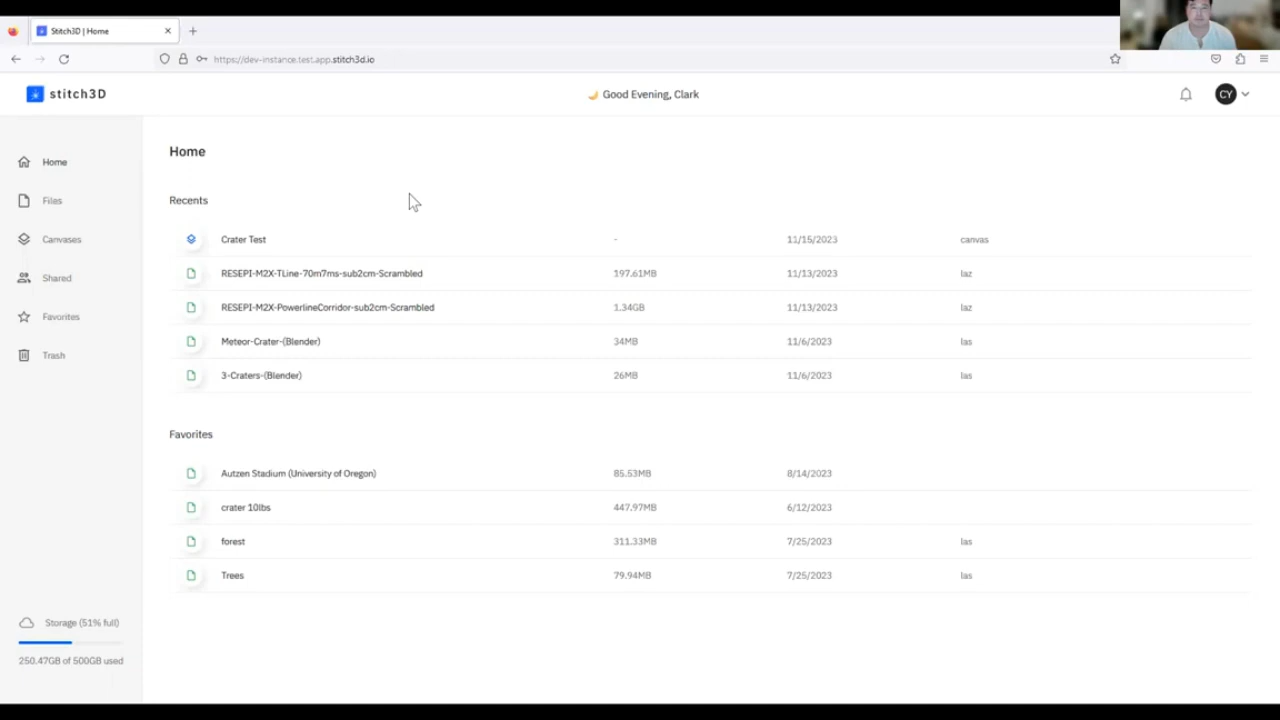 Stitch3D | Home
https://dev-instance.test.app.stitch3d.io
stitch3D
Good Evening, Clark
CY
Home
Files
Canvases
Shared
Favorites
Trash
Storage (51% full)
250.47GB of 500GB used
Home
Recents
Crater Test - 11/15/2023 canvas
RESEPI-M2X-TLine-70m7ms-sub2cm-Scrambled 197.61MB 11/13/2023 laz
RESEPI-M2X-PowerlineCorridor-sub2cm-Scrambled 1.34GB 11/13/2023 laz
Meteor-Crater-(Blender) 34MB 11/6/2023 las
3-Craters-(Blender) 26MB 11/6/2023 las
Favorites
Autzen Stadium (University of Oregon) 85.53MB 8/14/2023
crater 10lbs 447.97MB 6/12/2023
forest 311.33MB 7/25/2023 las
Trees 79.94MB 7/25/2023 las